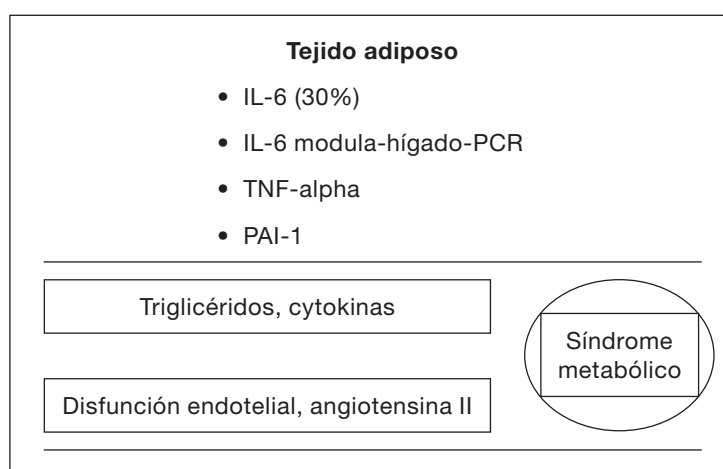 Tejido adiposo
• IL-6 (30%)
• IL-6 modula-hígado-PCR
• TNF-alpha
• PAI-1
Triglicéridos, cytokinas
Síndrome
metabólico
Disfunción endotelial, angiotensina II